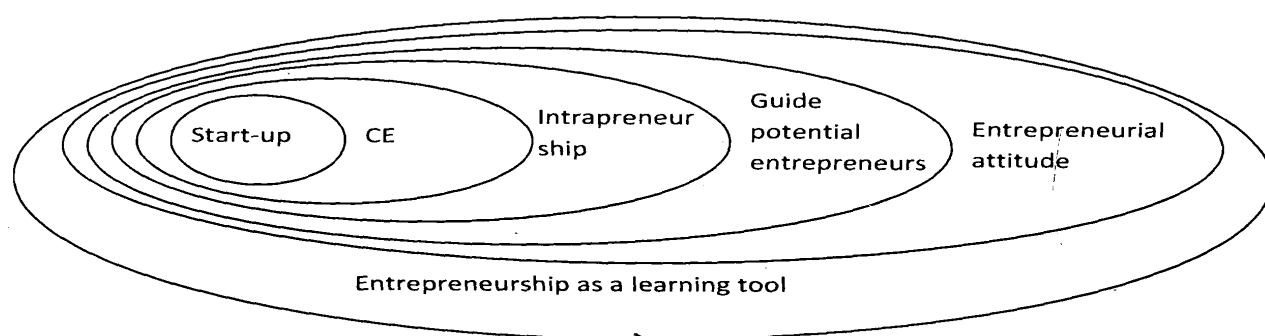 Start-up
CE
Intrapreneur
ship
Guide
potential
entrepreneurs
Entrepreneurial
attitude
Entrepreneurship as a learning tool